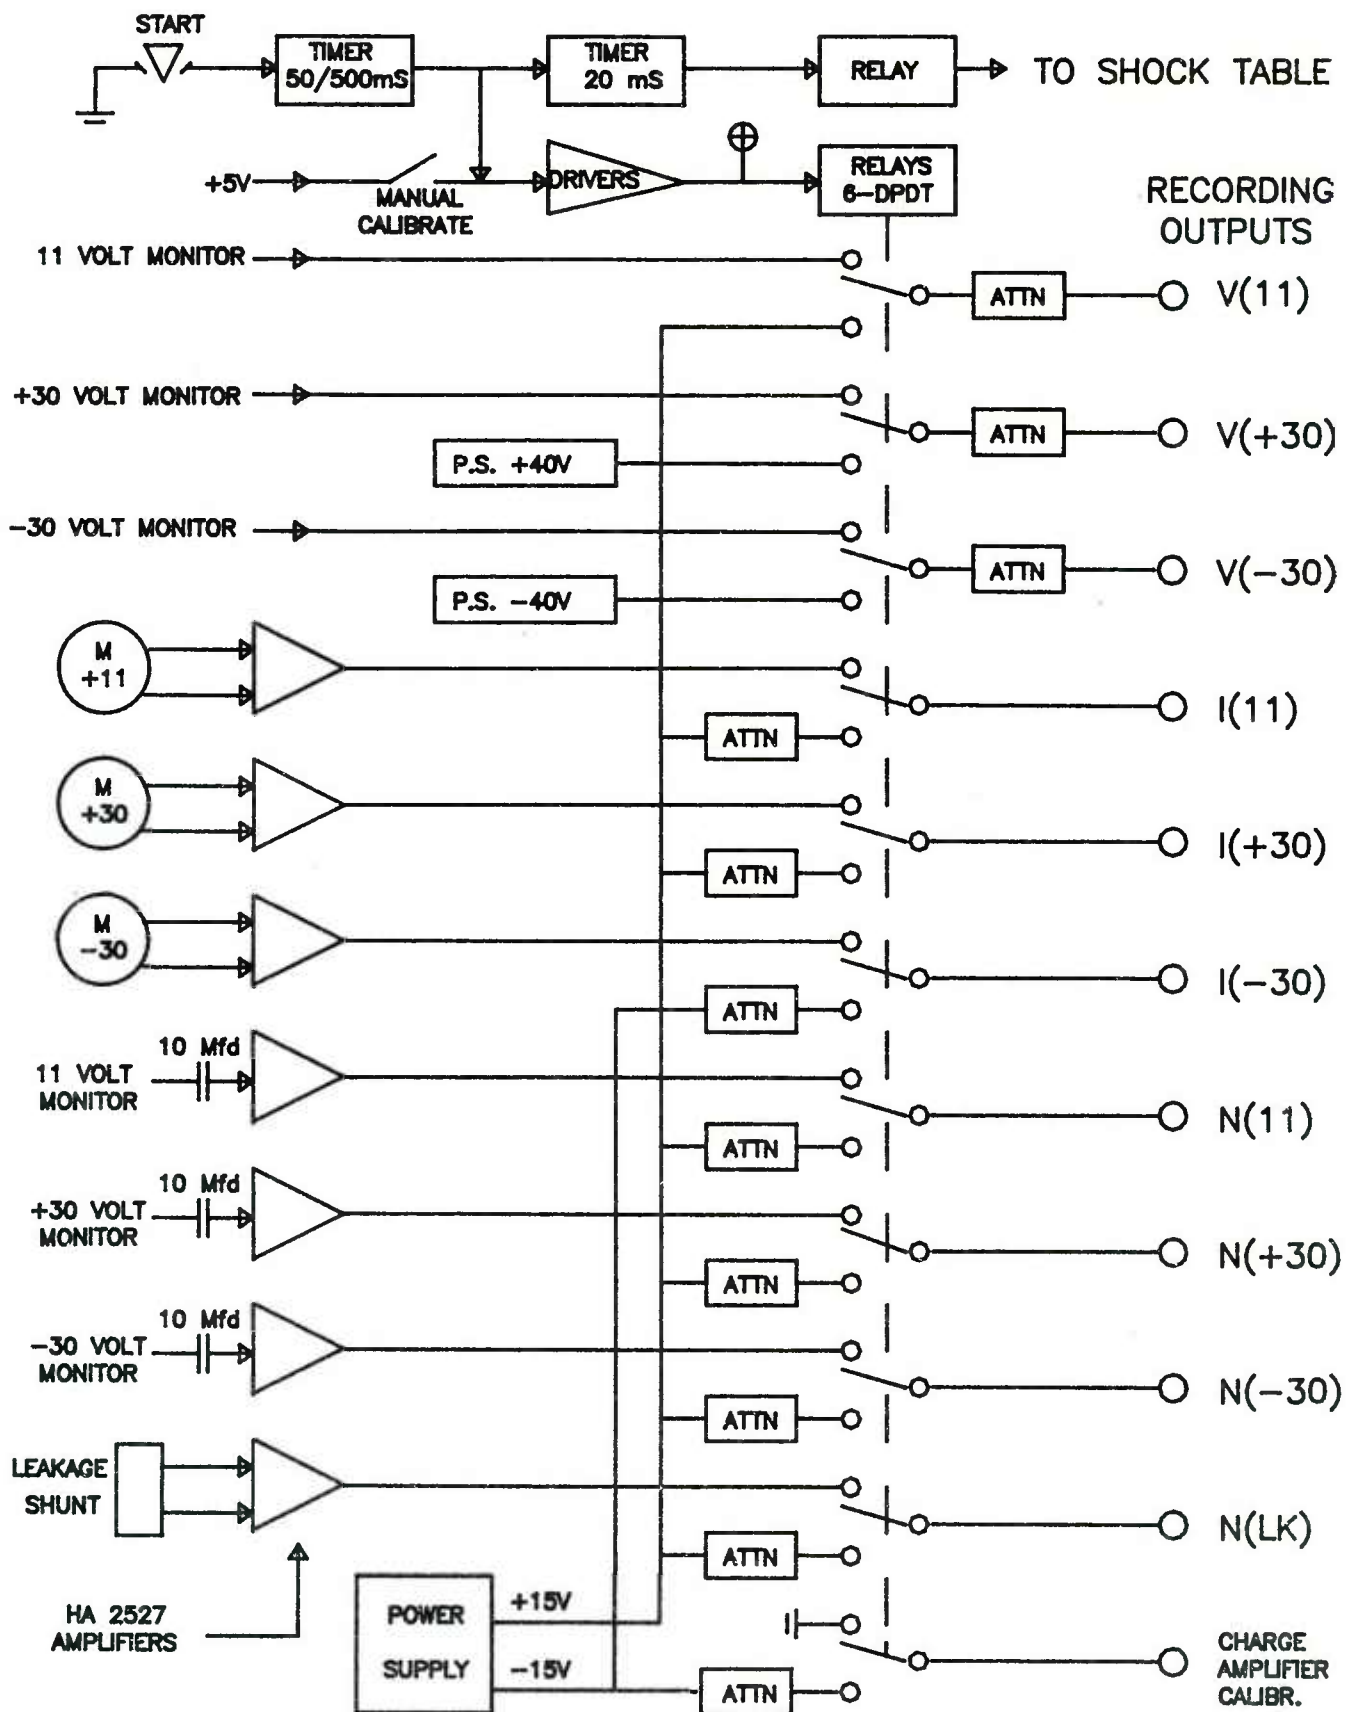 START
TIMER
50/500mS
TIMER
20 mS
RELAY
TO SHOCK TABLE
+5V
MANUAL
CALIBRATE
DRIVERS
RELAYS
6-DPDT
RECORDING
OUTPUTS
11 VOLT MONITOR
ATTN
V(11)
+30 VOLT MONITOR
ATTN
V(+30)
P.S. +40V
-30 VOLT MONITOR
ATTN
V(-30)
P.S. -40V
M
+11
I(11)
ATTN
M
+30
I(+30)
ATTN
M
-30
I(-30)
ATTN
10 Mfd
11 VOLT
MONITOR
N(11)
ATTN
10 Mfd
+30 VOLT
MONITOR
N(+30)
ATTN
10 Mfd
-30 VOLT
MONITOR
N(-30)
ATTN
LEAKAGE
SHUNT
N(LK)
ATTN
HA 2527
AMPLIFIERS
POWER
SUPPLY
+15V
-15V
ATTN
CHARGE
AMPLIFIER
CALIBR.